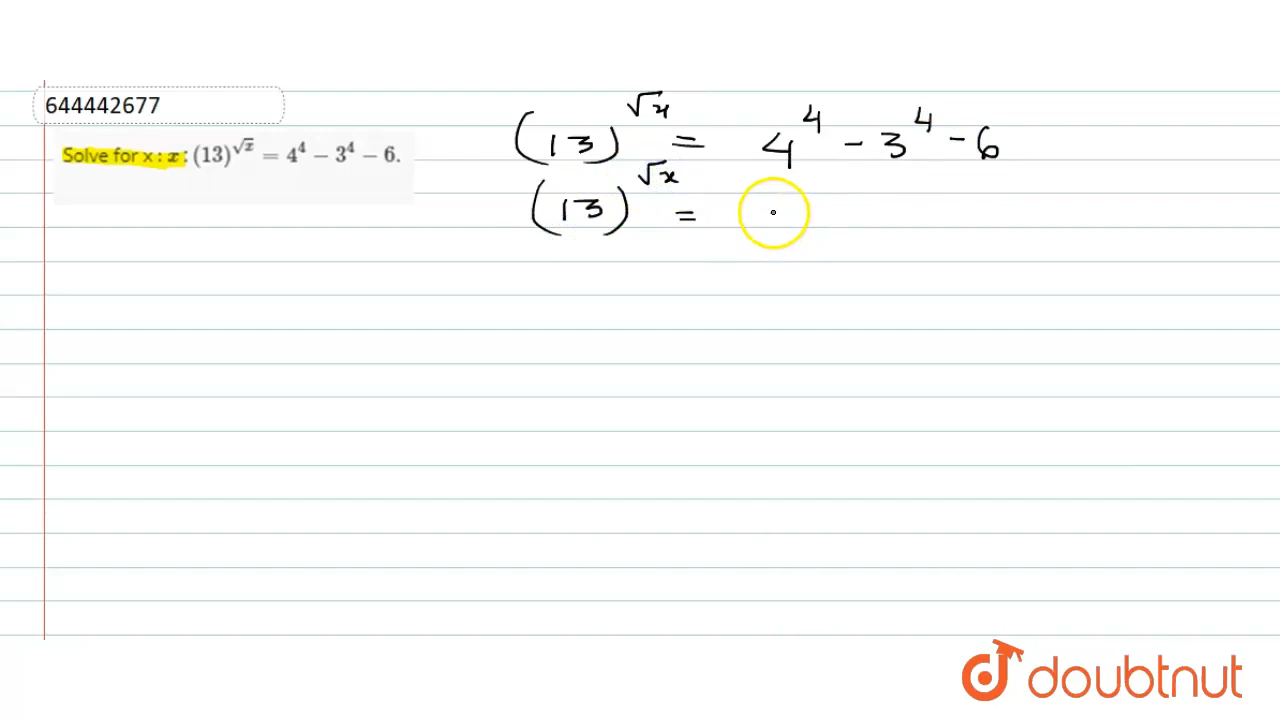 644442677
Solve for x : x : (13)^√x = 4^4 − 3^4 − 6.
(13)^√x = 4^4 - 3^4 - 6
(13)^√x =
doubtnut